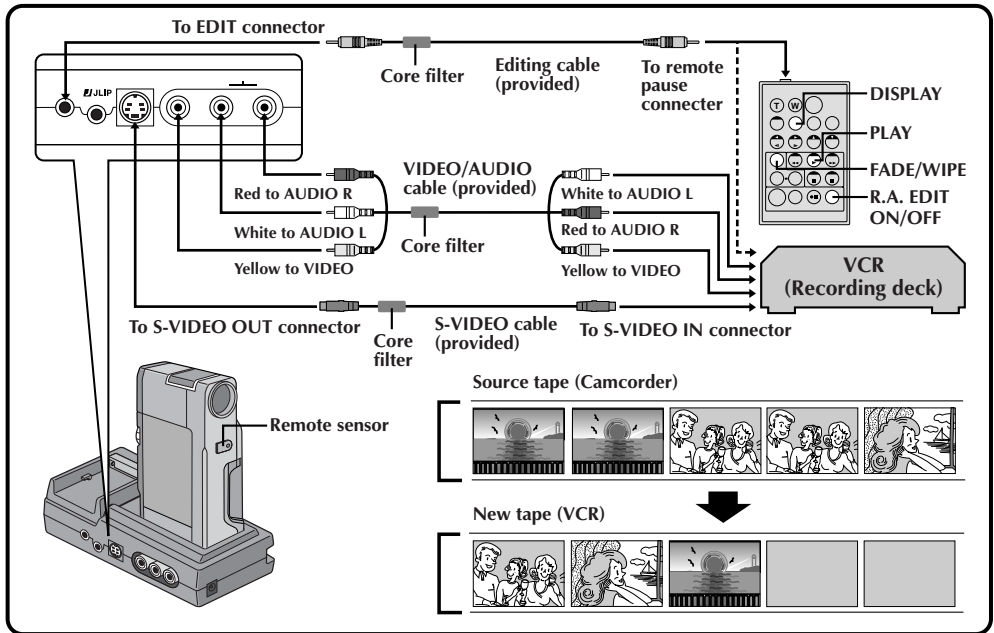 To EDIT connector
Core filter
Editing cable
(provided)
To remote
pause
connecter
JLIP
T W
DISPLAY
PLAY
FADE/WIPE
R.A. EDIT
ON/OFF
VIDEO/AUDIO
cable (provided)
Red to AUDIO R
White to AUDIO L
Yellow to VIDEO
Core filter
White to AUDIO L
Red to AUDIO R
Yellow to VIDEO
VCR
(Recording deck)
To S-VIDEO OUT connector
Core
filter
S-VIDEO cable
(provided)
To S-VIDEO IN connector
Remote sensor
Source tape (Camcorder)
New tape (VCR)